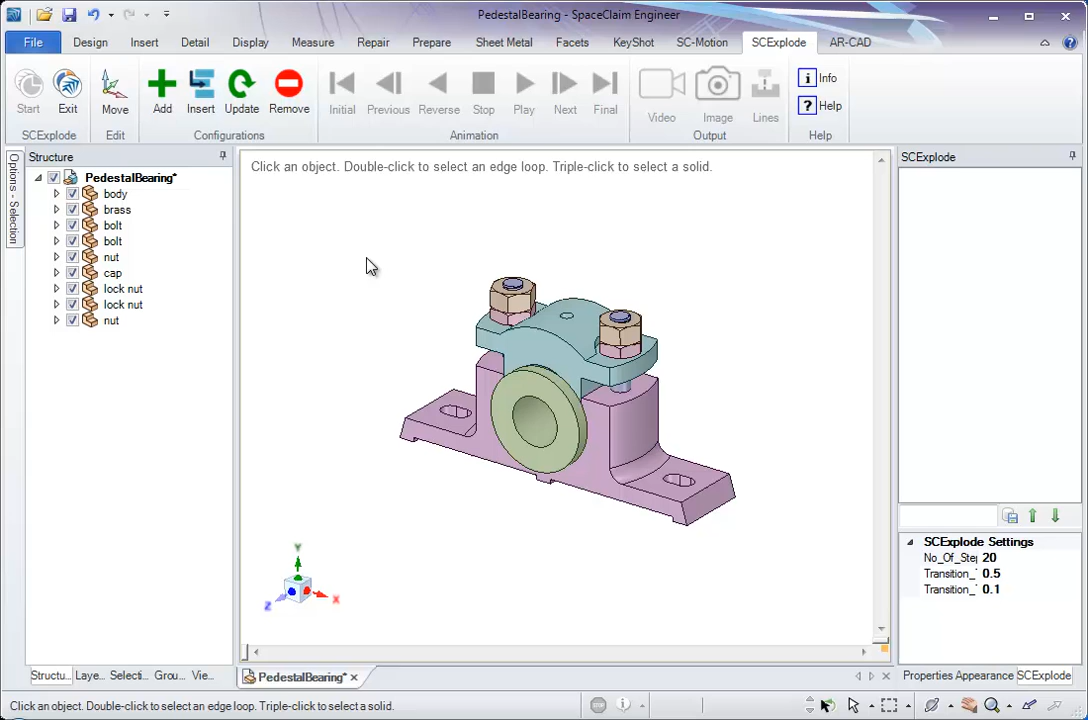 PedestalBearing - SpaceClaim Engineer
File Design Insert Detail Display Measure Repair Prepare Sheet Metal Facets KeyShot SC-Motion SCExplode AR-CAD
Start Exit Move Add Insert Update Remove Initial Previous Reverse Stop Play Next Final Video Image Lines
i Info
? Help
SCExplode Edit Configurations Animation Output Help
Options - Selection
Structure
PedestalBearing*
body
brass
bolt
bolt
nut
cap
lock nut
lock nut
nut
Click an object. Double-click to select an edge loop. Triple-click to select a solid.
Y
Z
X
SCExplode
SCExplode Settings
No_Of_Ste 20
Transition_ 0.5
Transition_ 0.1
Structu... Laye... Selecti... Grou... Vie...
PedestalBearing*
Properties Appearance SCExplode
Click an object. Double-click to select an edge loop. Triple-click to select a solid.